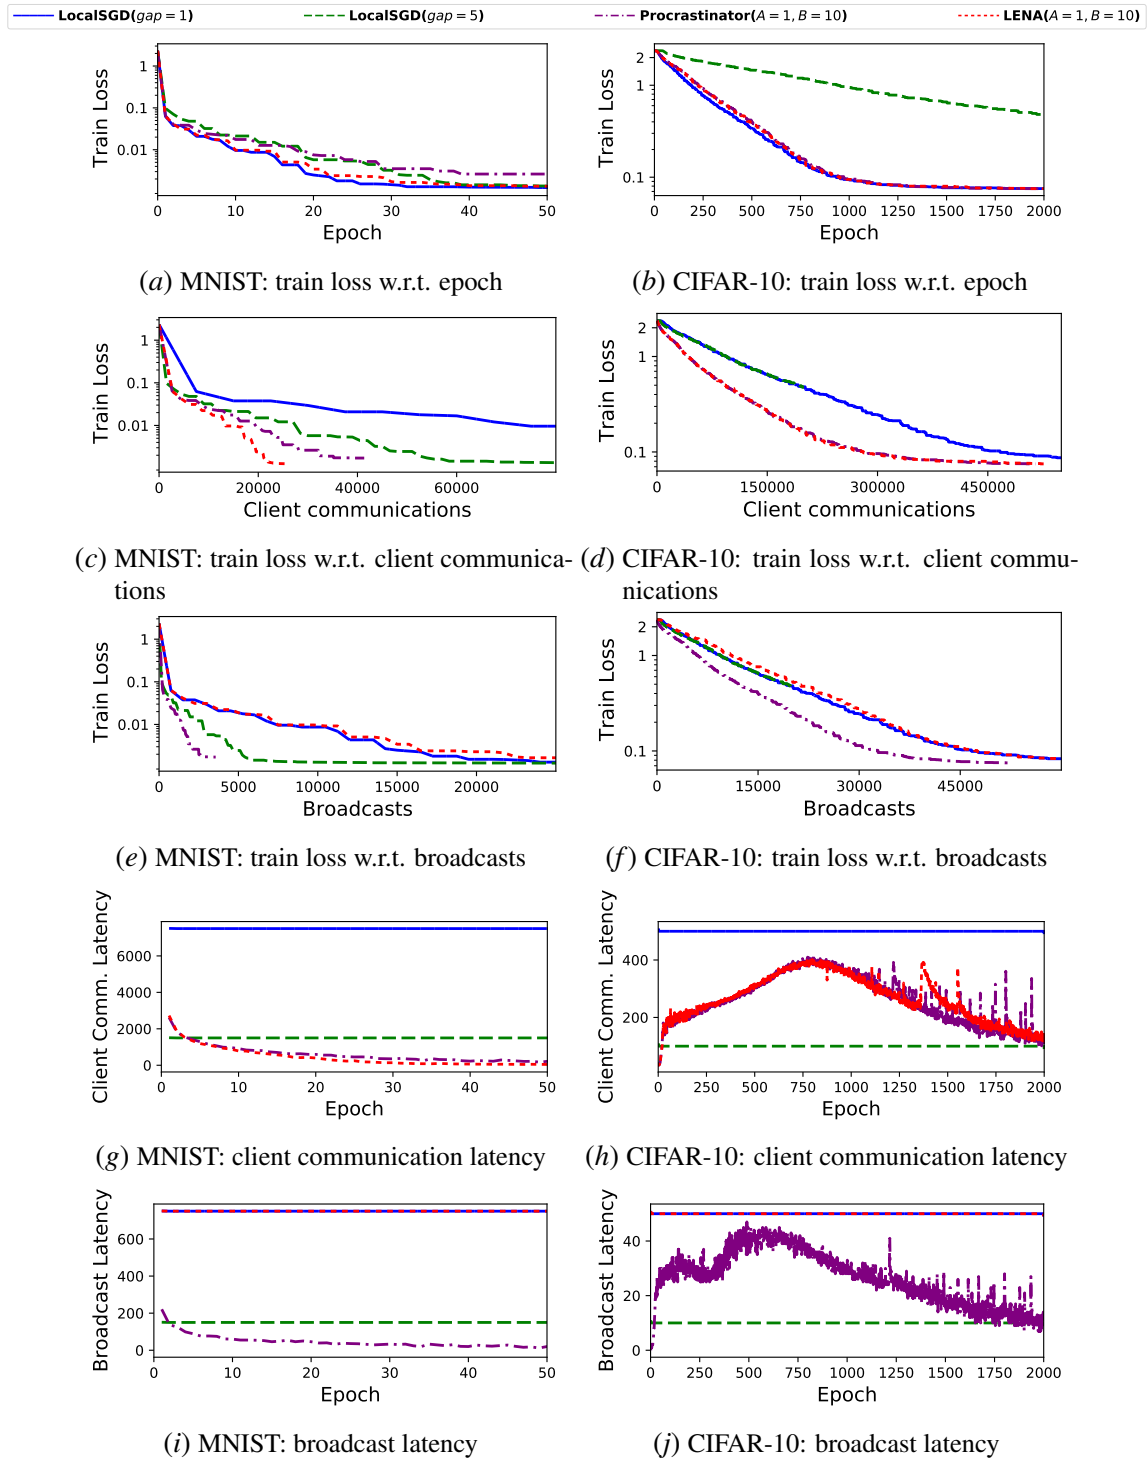 LocalSGD(gap = 1) LocalSGD(gap = 5) Procrastinator(A = 1, B = 10) LENA(A = 1, B = 10)
Train Loss
1
0.1
0.01
0 10 20 30 40 50
Epoch
(a) MNIST: train loss w.r.t. epoch
Train Loss
2
1
0.1
0 250 500 750 1000 1250 1500 1750 2000
Epoch
(b) CIFAR-10: train loss w.r.t. epoch
Train Loss
1
0.1
0.01
0 20000 40000 60000
Client communications
(c) MNIST: train loss w.r.t. client communica-
tions
Train Loss
2
1
0.1
0 150000 300000 450000
Client communications
(d) CIFAR-10: train loss w.r.t. client commu-
nications
Train Loss
1
0.1
0.01
0 5000 10000 15000 20000
Broadcasts
(e) MNIST: train loss w.r.t. broadcasts
Train Loss
2
1
0.1
0 15000 30000 45000
Broadcasts
(f) CIFAR-10: train loss w.r.t. broadcasts
Client Comm. Latency
6000
4000
2000
0
0 10 20 30 40 50
Epoch
(g) MNIST: client communication latency
Client Comm. Latency
400
200
0 250 500 750 1000 1250 1500 1750 2000
Epoch
(h) CIFAR-10: client communication latency
Broadcast Latency
600
400
200
0
0 10 20 30 40 50
Epoch
(i) MNIST: broadcast latency
Broadcast Latency
40
20
0
0 250 500 750 1000 1250 1500 1750 2000
Epoch
(j) CIFAR-10: broadcast latency